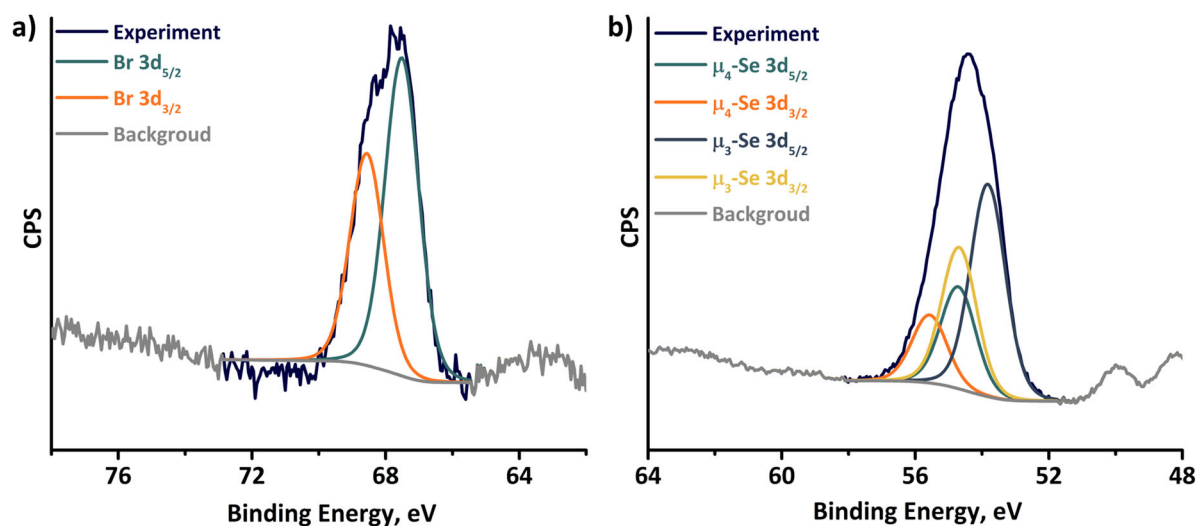 a)
Experiment
Br 3d5/2
Br 3d3/2
Backgroud
CPS
76 72 68 64
Binding Energy, eV
b)
Experiment
μ4-Se 3d5/2
μ4-Se 3d3/2
μ3-Se 3d5/2
μ3-Se 3d3/2
Backgroud
CPS
64 60 56 52 48
Binding Energy, eV